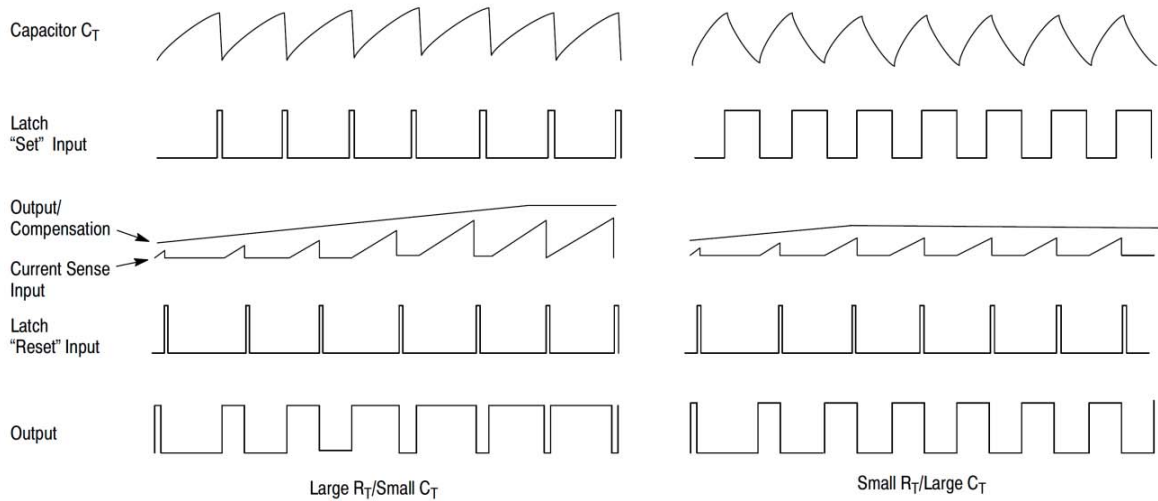 Capacitor CT
Latch
“Set” Input
Output/
Compensation
Current Sense
Input
Latch
“Reset” Input
Output
Large RT/Small CT
Small RT/Large CT